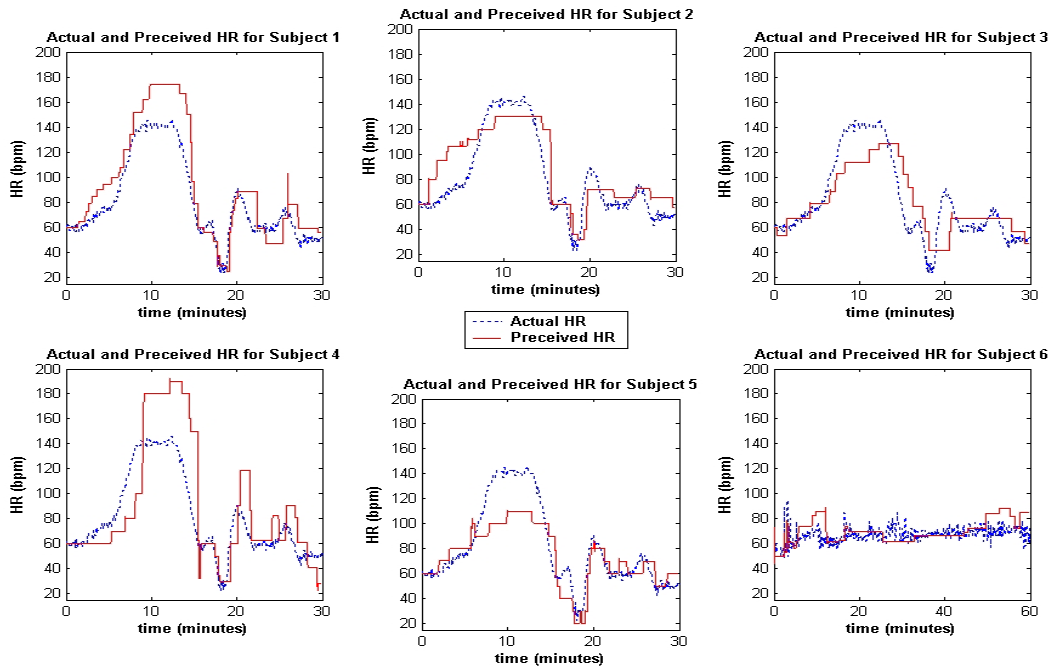 Actual and Preceived HR for Subject 1
200
180
160
140
120
100
80
60
40
20
HR (bpm)
0 10 20 30
time (minutes)
Actual and Preceived HR for Subject 2
200
180
160
140
120
100
80
60
40
20
HR (bpm)
0 10 20 30
time (minutes)
Actual and Preceived HR for Subject 3
200
180
160
140
120
100
80
60
40
20
HR (bpm)
0 10 20 30
time (minutes)
Actual HR
Preceived HR
Actual and Preceived HR for Subject 4
200
180
160
140
120
100
80
60
40
20
HR (bpm)
0 10 20 30
time (minutes)
Actual and Preceived HR for Subject 5
200
180
160
140
120
100
80
60
40
20
HR (bpm)
0 10 20 30
time (minutes)
Actual and Preceived HR for Subject 6
200
180
160
140
120
100
80
60
40
20
HR (bpm)
0 20 40 60
time (minutes)